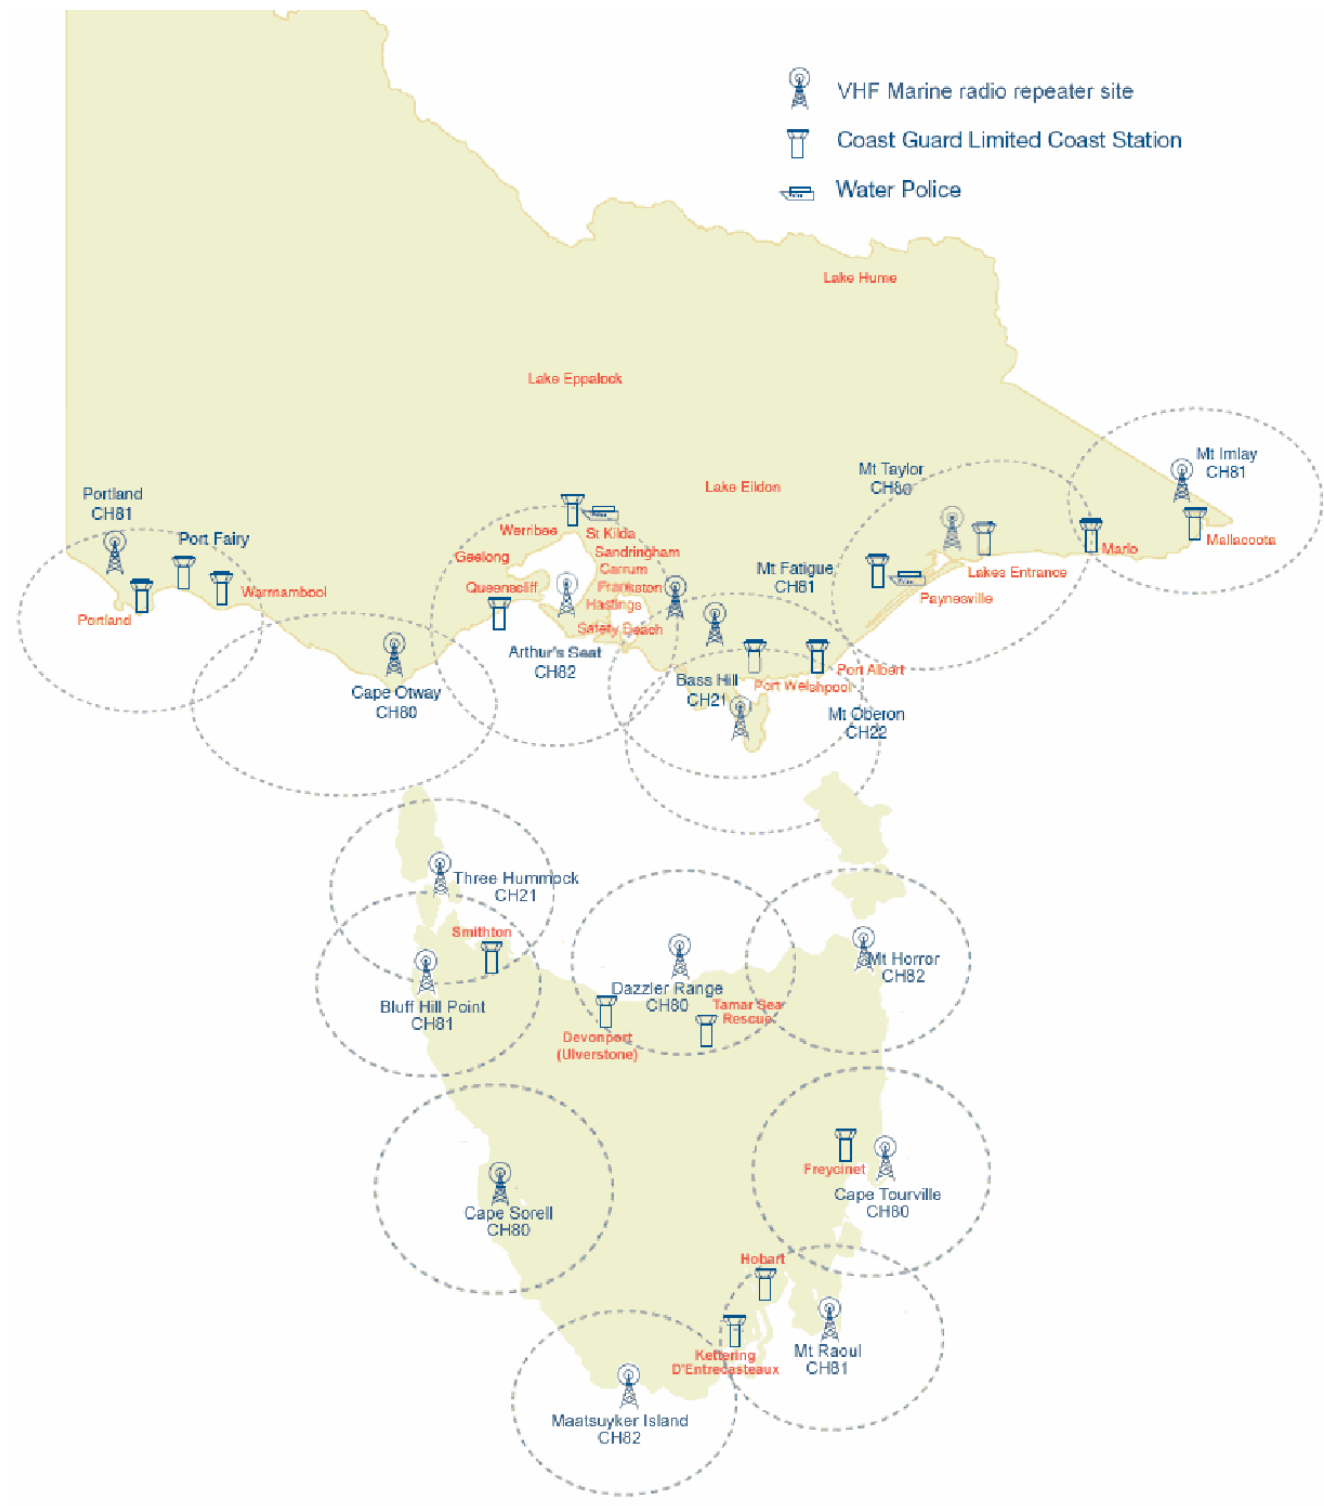 VHF Marine radio repeater site
Coast Guard Limited Coast Station
Water Police
Lake Hume
Lake Eppalock
Mt Imlay
CH81
Mt Taylor
CH80
Lake Eildon
Portland
CH81
Port Fairy
Werribee
St Kilda
Mallacoota
Marlo
Geelong
Sandringham
Carrum
Mt Fatigue
CH81
Lakes Entrance
Queenscliff
Frankston
Warrnambool
Hastings
Paynesville
Portland
Safety Beach
Arthur's Seat
CH82
Port Albert
Bass Hill
CH21
Port Welshpool
Cape Otway
CH80
Mt Oberon
CH22
Three Hummock
CH21
Smithton
Mt Horror
CH82
Dazzler Range
CH80
Bluff Hill Point
CH81
Tamar Sea
Rescue
Devonport
(Ulverstone)
Freycinet
Cape Tourville
CH80
Cape Sorell
CH80
Hobart
Mt Raoul
CH81
Kettering
D'Entrecasteaux
Maatsuyker Island
CH82